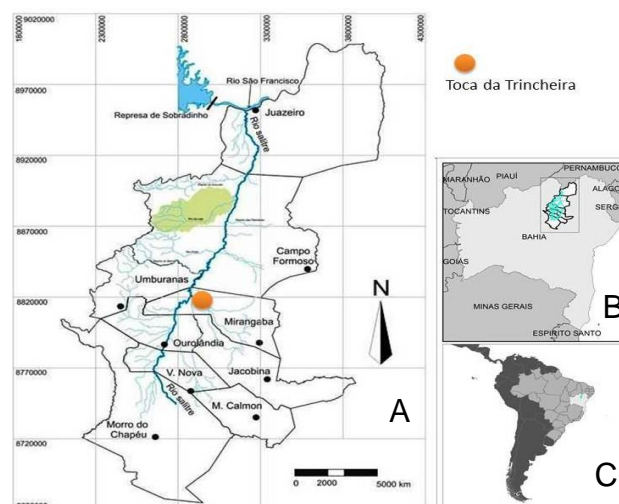 1800000
2300000
2800000
3300000
3800000
4300000
9020000
8970000
8920000
8870000
8820000
8770000
8720000
Rio São Francisco
Represa de Sobradinho
Juazeiro
Rio salitre
Campo
Formoso
Umburanas
Mirangaba
Ourolândia
V. Nova
Jacobina
Rio salitre
M. Calmon
Morro do
Chapéu
N
0 2000 5000 km
A
Toca da Trincheira
MARANHÃO
PIAUÍ
PERNAMBUCO
ALAGO
SERG
TOCANTINS
BAHIA
GOIÁS
MINAS GERAIS
ESPIRITO SANTO
B
C